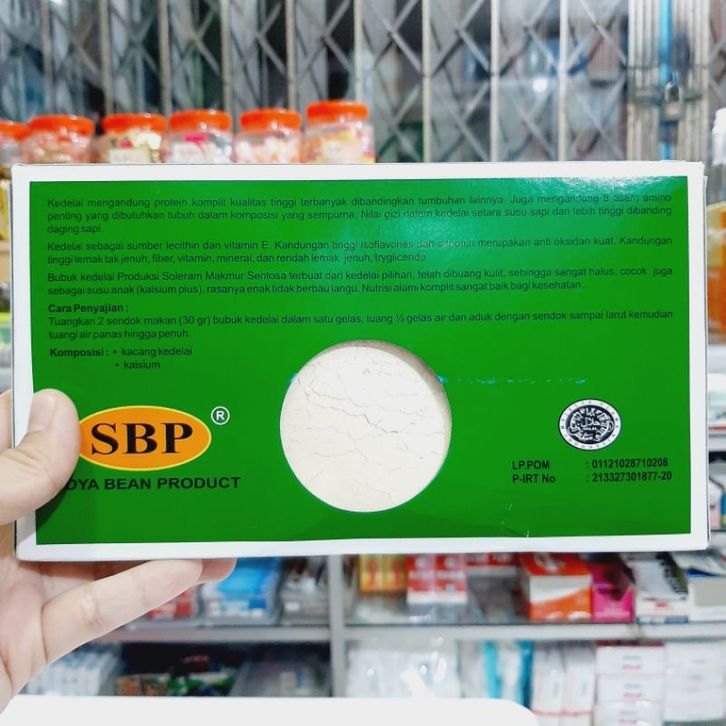 Kedelai mengandung protein komplit kualitas tinggi terbanyak dibandingkan tumbuhan lainnya. Juga mengandung 8 asam amino
penting yang dibutuhkan tubuh dalam komposisi yang sempurna. Nilai gizi dalam kedelai setara susu sapi dan lebih tinggi dibanding
daging sapi.
Kedelai sebagai sumber lecithin dan vitamin E. Kandungan tinggi isoflavones dan saponin merupakan anti oksidan kuat. Kandungan
tinggi lemak tak jenuh, fiber, vitamin, mineral, dan rendah lemak jenuh, trygliceride.
Bubuk kedelai Produksi Soleram Makmur Sentosa terbuat dari kedelai pilihan, telah dibuang kulit, sehingga sangat halus, cocok juga
sebagai susu anak (kalsium plus), rasanya enak tidak berbau langu. Nutrisi alami komplit sangat baik bagi kesehatan.
Cara Penyajian :
Tuangkan 2 sendok makan (30 gr) bubuk kedelai dalam satu gelas, tuang ½ gelas air dan aduk dengan sendok sampai larut kemudian
tuangi air panas hingga penuh.
Komposisi : • kacang kedelai
• kalsium
SBP ®
OYA BEAN PRODUCT
LP.POM : 01121028710208
P-IRT No : 213327301877-20